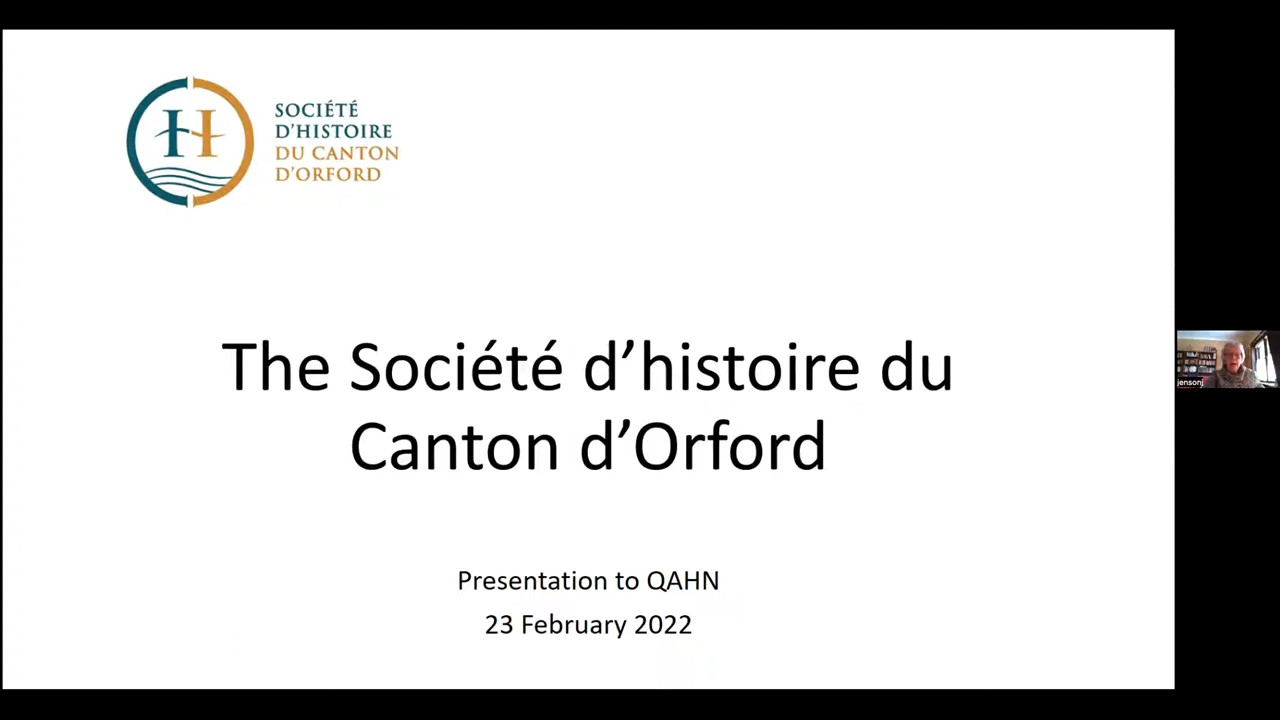 SOCIÉTÉ
D'HISTOIRE
DU CANTON
D'ORFORD
The Société d’histoire du
Canton d’Orford
Presentation to QAHN
23 February 2022
jensonj